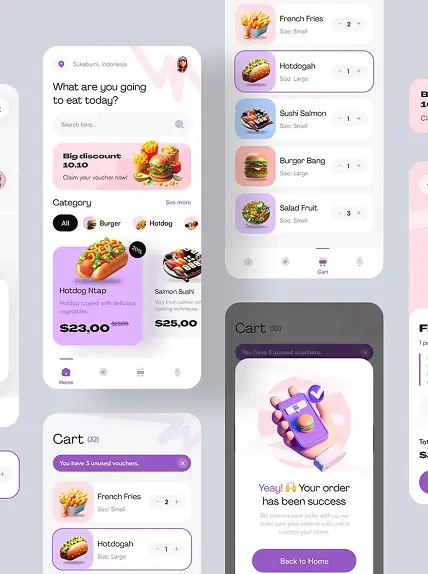 Sukabumi, Indonesia
What are you going
to eat today?
Search here..
Big discount
10.10
Claim your voucher now!
Category
See more
All
Burger
Hotdog
20%
Hotdog Ntap
Hotdog topped with delicious
vegetables
$23,00
$23,00
Salmon Sushi
Very fresh salmon wit
cooking techniques
$25,00
Home
Cart (32)
You have 3 unused vouchers.
French Fries
Size: Small
- 2 +
Hotdogah
Size: Large
- 1 +
French Fries
Size: Small
- 2 +
Hotdogah
Size: Large
- 1 +
Sushi Salmon
Size: Small
- 1 +
Burger Bang
Size: Large
- 1 +
Salad Fruit
Size: Small
- 3 +
Cart
Cart (32)
You have 3 unused vouchers.
Yeay! 🙌 Your order
has been success
We process your order with us, we
make sure your order is safe until it
reaches your home.
Back to Home
B
10
Clai
F
1 p
Tot
$